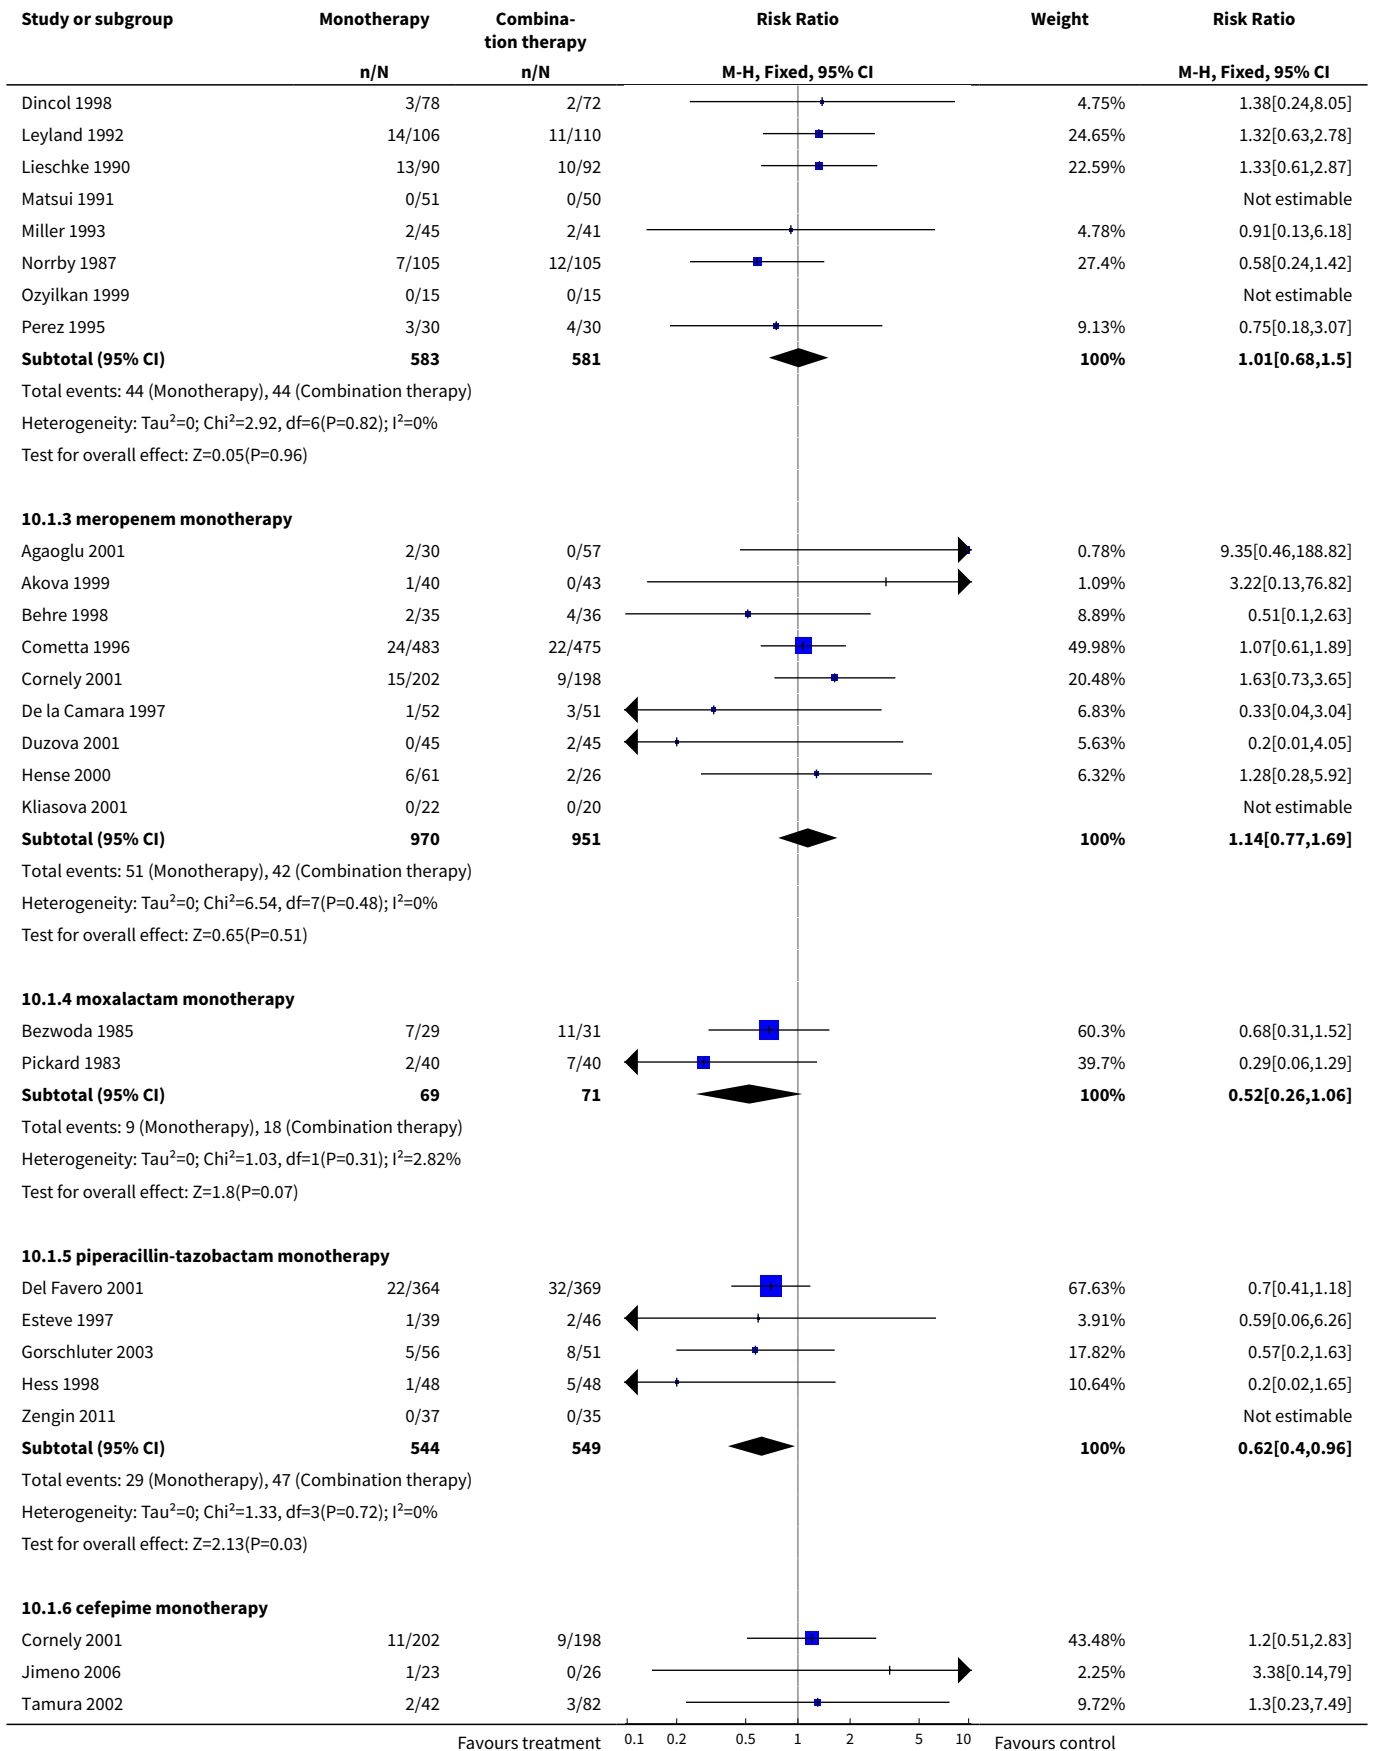 Study or subgroup Monotherapy Combina- Risk Ratio Weight Risk Ratio
tion therapy
n/N n/N M-H, Fixed, 95% CI M-H, Fixed, 95% CI
Dincol 1998 3/78 2/72 4.75% 1.38[0.24,8.05]
Leyland 1992 14/106 11/110 24.65% 1.32[0.63,2.78]
Lieschke 1990 13/90 10/92 22.59% 1.33[0.61,2.87]
Matsui 1991 0/51 0/50 Not estimable
Miller 1993 2/45 2/41 4.78% 0.91[0.13,6.18]
Norrby 1987 7/105 12/105 27.4% 0.58[0.24,1.42]
Ozyilkan 1999 0/15 0/15 Not estimable
Perez 1995 3/30 4/30 9.13% 0.75[0.18,3.07]
Subtotal (95% CI) 583 581 100% 1.01[0.68,1.5]
Total events: 44 (Monotherapy), 44 (Combination therapy)
Heterogeneity: Tau²=0; Chi²=2.92, df=6(P=0.82); I²=0%
Test for overall effect: Z=0.05(P=0.96)
10.1.3 meropenem monotherapy
Agaoglu 2001 2/30 0/57 0.78% 9.35[0.46,188.82]
Akova 1999 1/40 0/43 1.09% 3.22[0.13,76.82]
Behre 1998 2/35 4/36 8.89% 0.51[0.1,2.63]
Cometta 1996 24/483 22/475 49.98% 1.07[0.61,1.89]
Cornely 2001 15/202 9/198 20.48% 1.63[0.73,3.65]
De la Camara 1997 1/52 3/51 6.83% 0.33[0.04,3.04]
Duzova 2001 0/45 2/45 5.63% 0.2[0.01,4.05]
Hense 2000 6/61 2/26 6.32% 1.28[0.28,5.92]
Kliasova 2001 0/22 0/20 Not estimable
Subtotal (95% CI) 970 951 100% 1.14[0.77,1.69]
Total events: 51 (Monotherapy), 42 (Combination therapy)
Heterogeneity: Tau²=0; Chi²=6.54, df=7(P=0.48); I²=0%
Test for overall effect: Z=0.65(P=0.51)
10.1.4 moxalactam monotherapy
Bezwoda 1985 7/29 11/31 60.3% 0.68[0.31,1.52]
Pickard 1983 2/40 7/40 39.7% 0.29[0.06,1.29]
Subtotal (95% CI) 69 71 100% 0.52[0.26,1.06]
Total events: 9 (Monotherapy), 18 (Combination therapy)
Heterogeneity: Tau²=0; Chi²=1.03, df=1(P=0.31); I²=2.82%
Test for overall effect: Z=1.8(P=0.07)
10.1.5 piperacillin-tazobactam monotherapy
Del Favero 2001 22/364 32/369 67.63% 0.7[0.41,1.18]
Esteve 1997 1/39 2/46 3.91% 0.59[0.06,6.26]
Gorschluter 2003 5/56 8/51 17.82% 0.57[0.2,1.63]
Hess 1998 1/48 5/48 10.64% 0.2[0.02,1.65]
Zengin 2011 0/37 0/35 Not estimable
Subtotal (95% CI) 544 549 100% 0.62[0.4,0.96]
Total events: 29 (Monotherapy), 47 (Combination therapy)
Heterogeneity: Tau²=0; Chi²=1.33, df=3(P=0.72); I²=0%
Test for overall effect: Z=2.13(P=0.03)
10.1.6 cefepime monotherapy
Cornely 2001 11/202 9/198 43.48% 1.2[0.51,2.83]
Jimeno 2006 1/23 0/26 2.25% 3.38[0.14,79]
Tamura 2002 2/42 3/82 9.72% 1.3[0.23,7.49]
Favours treatment 0.1 0.2 0.5 1 2 5 10 Favours control